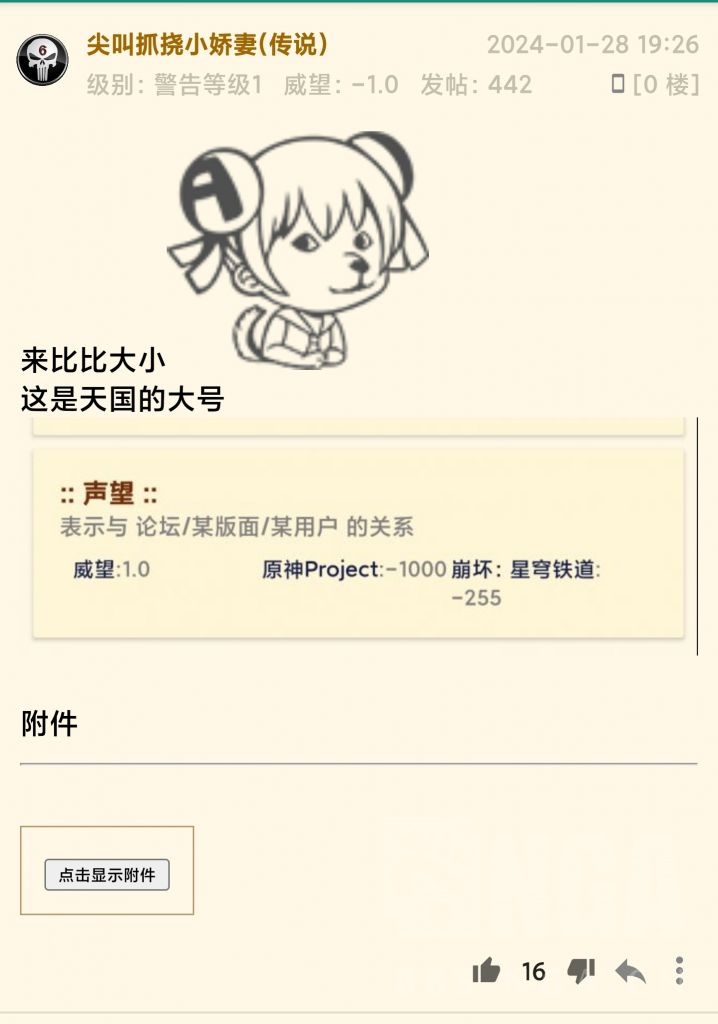 6
尖叫抓挠小娇妻(传说)
2024-01-28 19:26
级别: 警告等级1 威望: -1.0 发帖: 442
[0 楼]
A
来比比大小
这是天国的大号
:: 声望 ::
表示与 论坛/某版面/某用户 的关系
威望:1.0 原神Project:-1000 崩坏: 星穹铁道:
-255
附件
点击显示附件
16